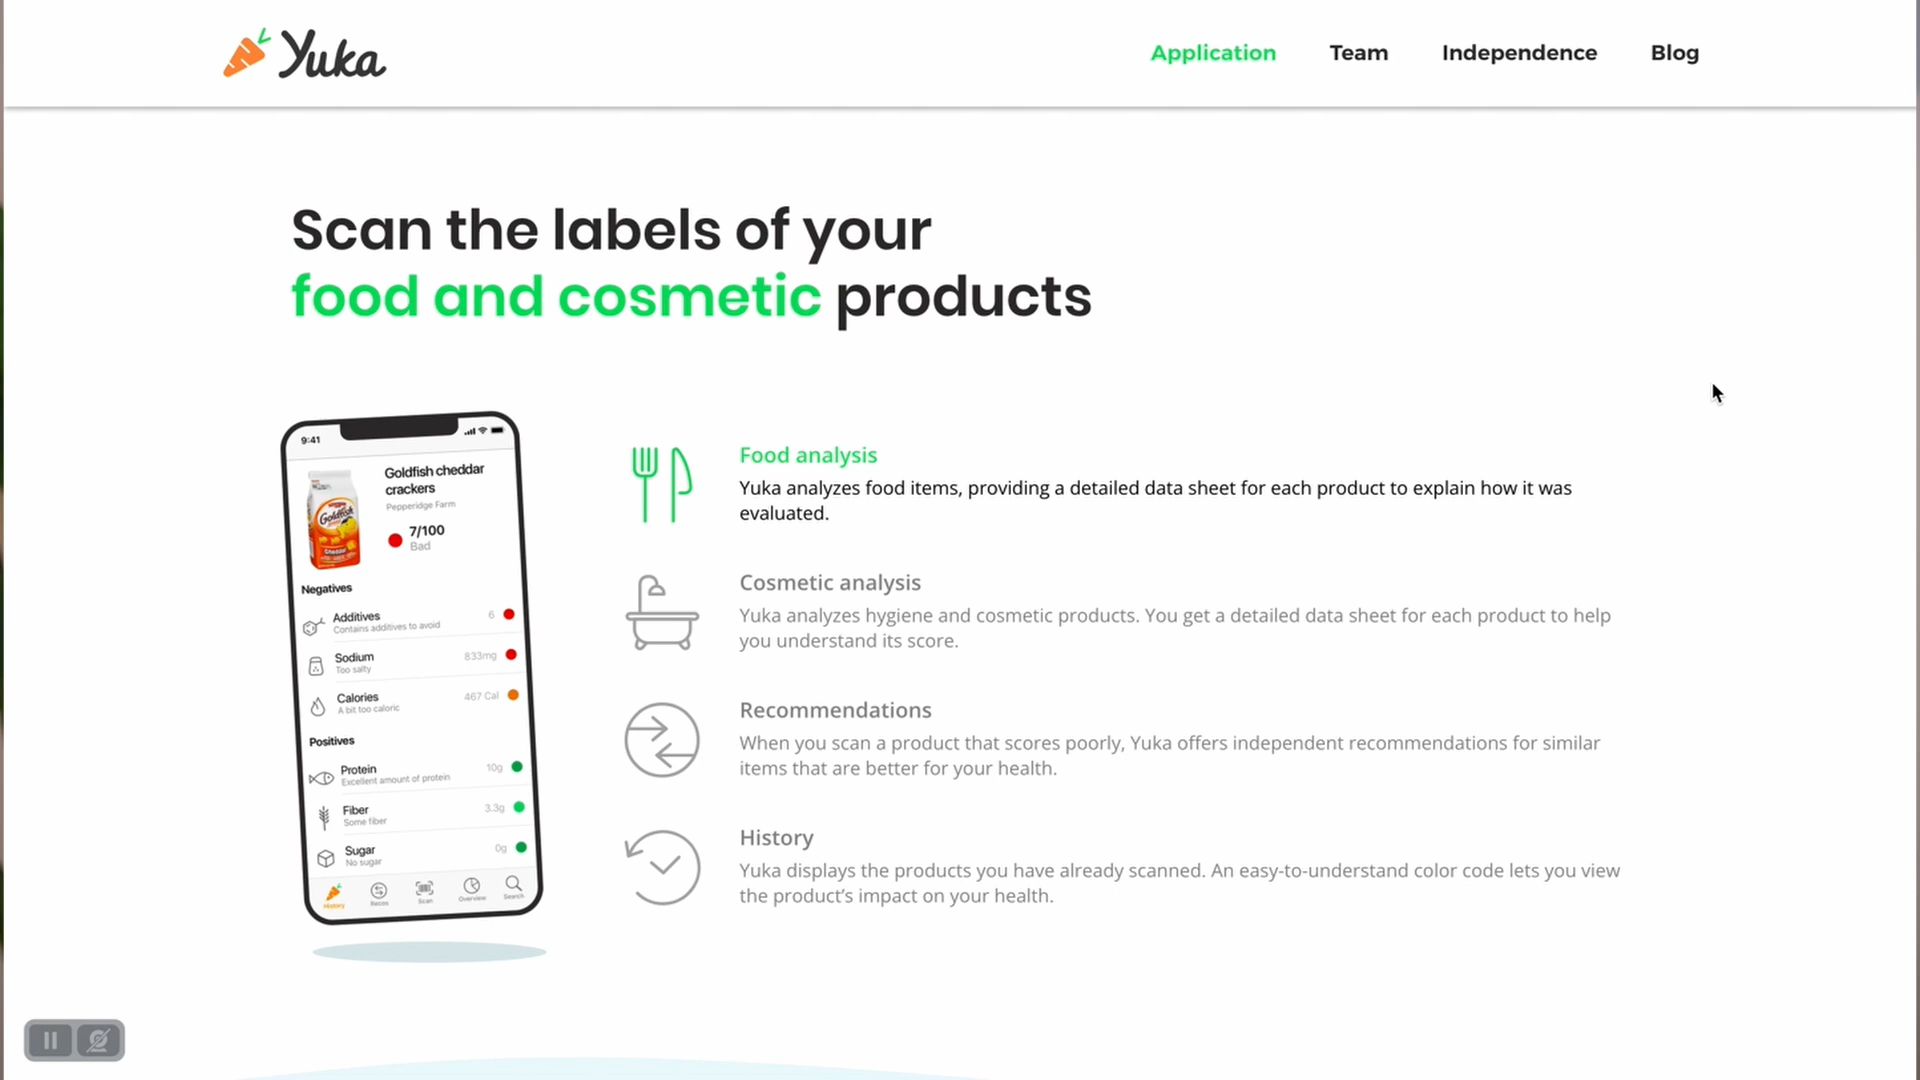 Yuka
Application
Team
Independence
Blog
Scan the labels of your
food and cosmetic products
9:41
Goldfish cheddar
crackers
Pepperidge Farm
Goldfish
Cheddar
7/100
Bad
Negatives
Additives
Contains additives to avoid
6
Sodium
Too salty
833mg
Calories
A bit too caloric
467 Cal
Positives
Protein
Excellent amount of protein
10g
Fiber
Some fiber
3.3g
Sugar
No sugar
0g
History
Recos
Scan
Overview
Search
Food analysis
Yuka analyzes food items, providing a detailed data sheet for each product to explain how it was
evaluated.
Cosmetic analysis
Yuka analyzes hygiene and cosmetic products. You get a detailed data sheet for each product to help
you understand its score.
Recommendations
When you scan a product that scores poorly, Yuka offers independent recommendations for similar
items that are better for your health.
History
Yuka displays the products you have already scanned. An easy-to-understand color code lets you view
the product’s impact on your health.